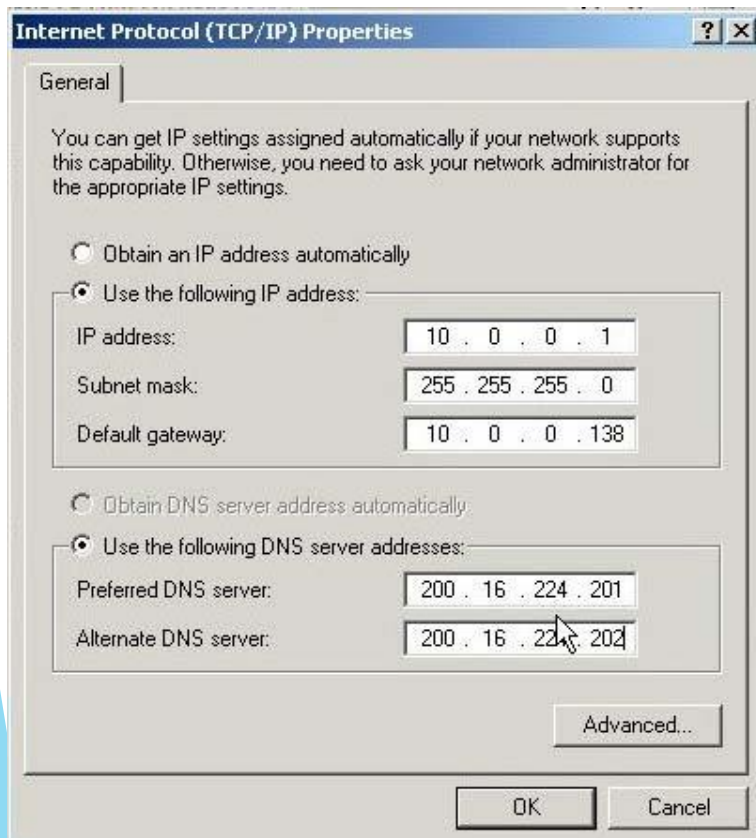 Internet Protocol (TCP/IP) Properties
General
You can get IP settings assigned automatically if your network supports
this capability. Otherwise, you need to ask your network administrator for
the appropriate IP settings.
Obtain an IP address automatically
Use the following IP address:
IP address: 10 . 0 . 0 . 1
Subnet mask: 255 . 255 . 255 . 0
Default gateway: 10 . 0 . 0 . 138
Obtain DNS server address automatically
Use the following DNS server addresses:
Preferred DNS server: 200 . 16 . 224 . 201
Alternate DNS server: 200 . 16 . . 202
Advanced...
OK Cancel